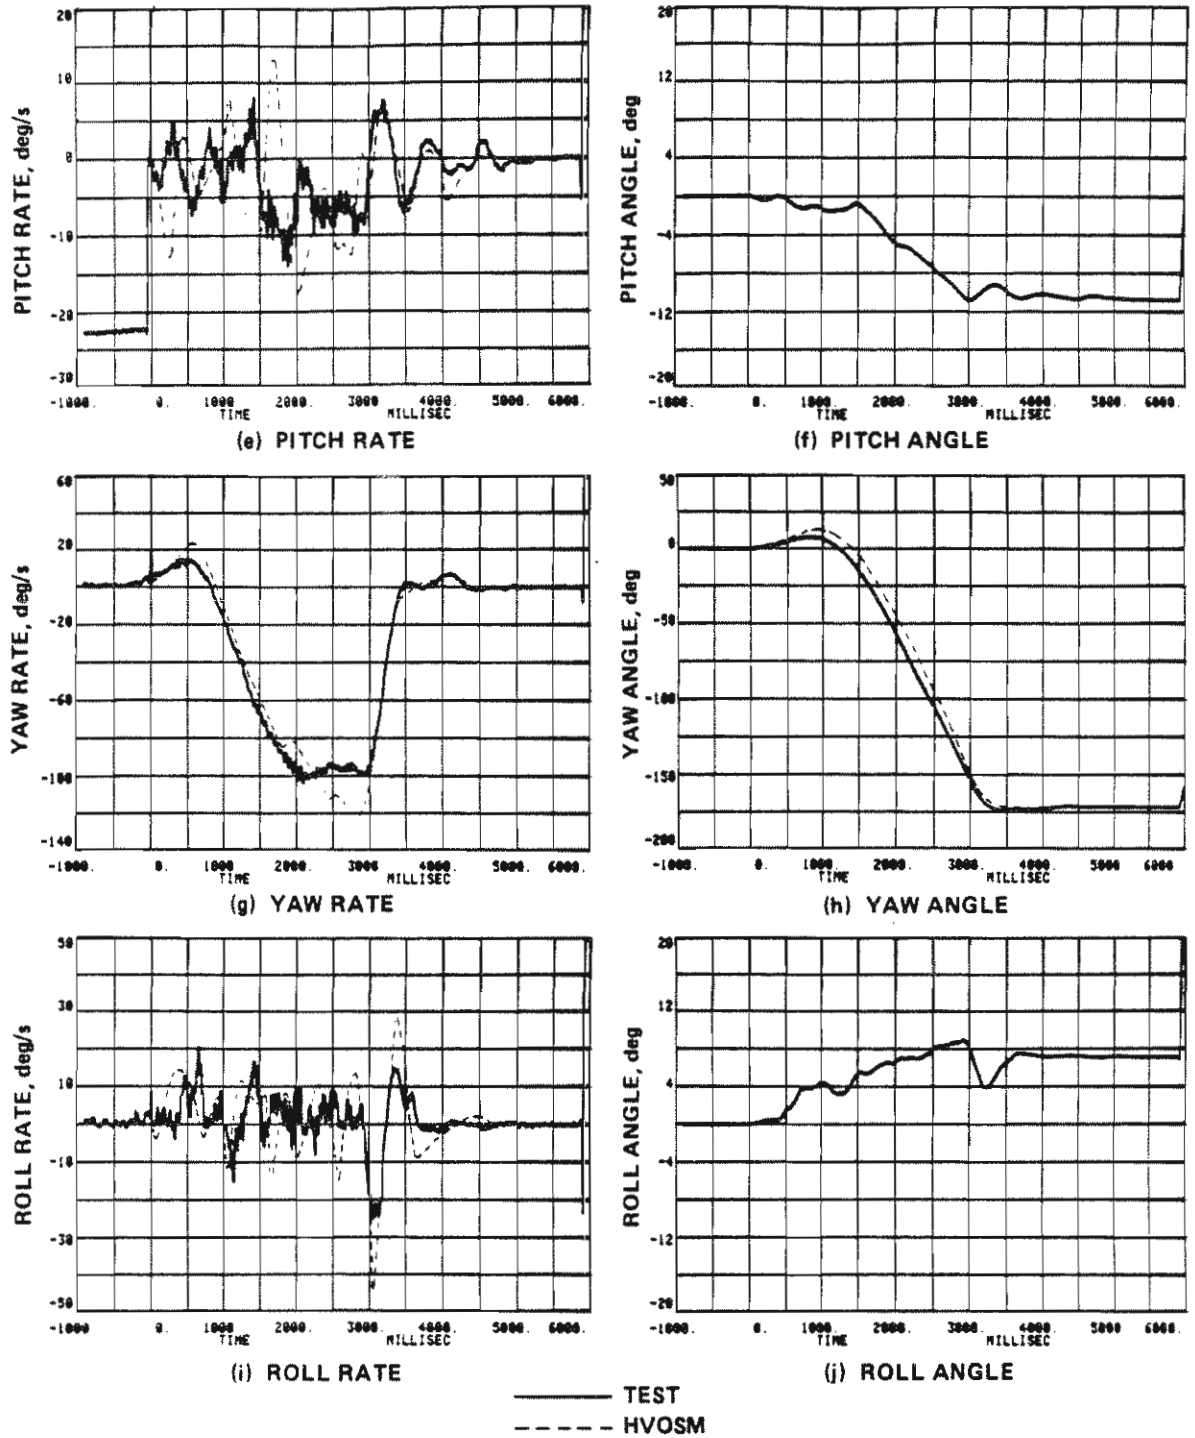 20
10
0
-10
-20
-30
PITCH RATE, deg/s
-1000. 0. 1000 2000. 3000 4000. 5000. 6000.
TIME MILLISEC
(e) PITCH RATE
20
12
4
-4
-12
-20
PITCH ANGLE, deg
-1000. 0. 1000. 2000. 3000. 4000. 5000. 6000.
TIME MILLISEC
(f) PITCH ANGLE
60
20
-20
-60
-100
-140
YAW RATE, deg/s
-1000. 0. 1000. 2000. 3000 4000. 5000. 6000.
TIME MILLISEC
(g) YAW RATE
50
0
-50
-100
-150
-200
YAW ANGLE, deg
-1000. 0. 1000. 2000. 3000. 4000. 5000. 6000
TIME MILLISEC
(h) YAW ANGLE
50
30
10
-10
-30
-50
ROLL RATE, deg/s
-1000 0. 1000 2000. 3000. 4000. 5000. 6000.
TIME MILLISEC
(i) ROLL RATE
20
12
4
-4
-12
-20
ROLL ANGLE, deg
-1000. 0. 1000. 2000. 3000. 4000. 5000. 6000.
TIME MILLISEC
(j) ROLL ANGLE
TEST
HVOSM